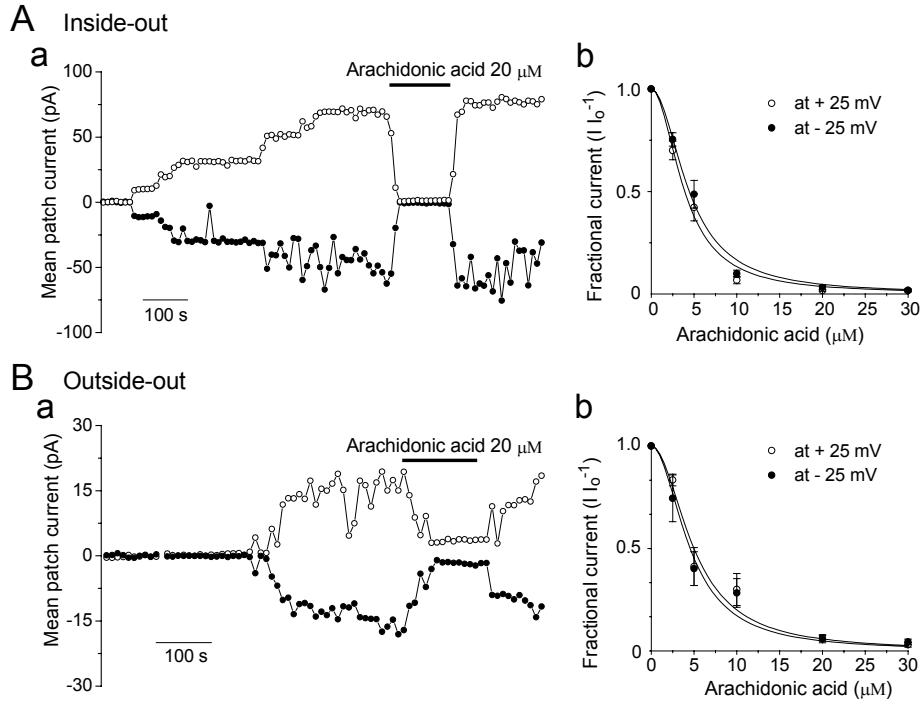 A Inside-out
a
Mean patch current (pA)
100
50
0
-50
-100
Arachidonic acid 20 μM
100 s
b
Fractional current (I I₀⁻¹)
1.0
0.5
0
at + 25 mV
at - 25 mV
0 5 10 15 20 25 30
Arachidonic acid (μM)
B Outside-out
a
Mean patch current (pA)
30
15
0
-15
-30
Arachidonic acid 20 μM
100 s
b
Fractional current (I I₀⁻¹)
1.0
0.5
0
at + 25 mV
at - 25 mV
0 5 10 15 20 25 30
Arachidonic acid (μM)